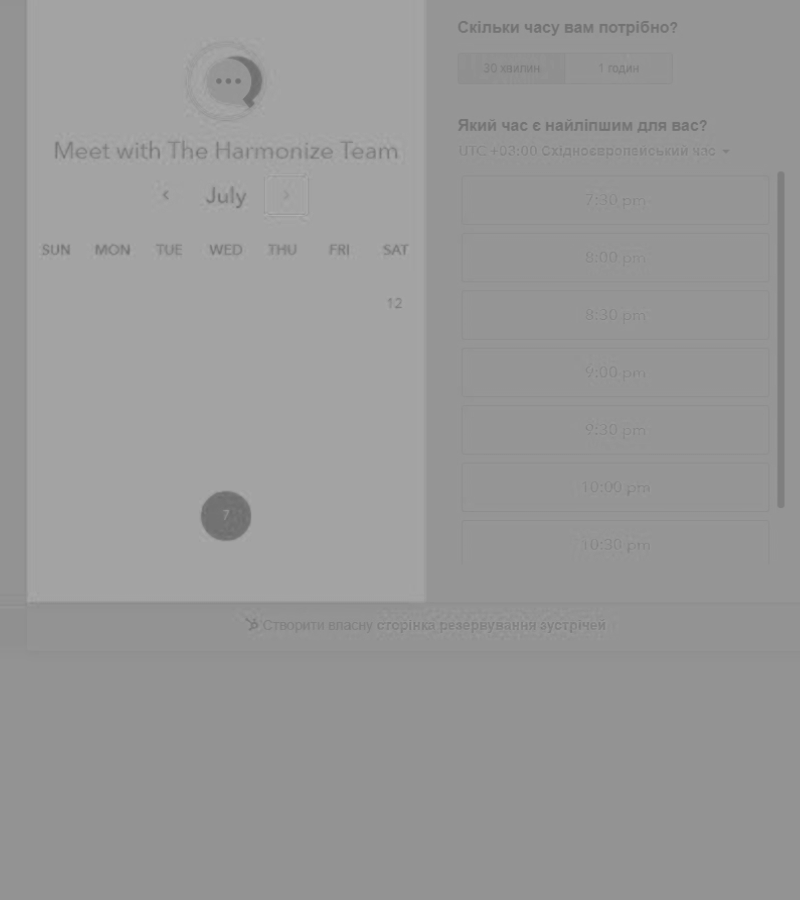 Meet with The Harmonize Team
July
SUN MON TUE WED THU FRI SAT
12
7
Скільки часу вам потрібно?
30 хвилин 1 годин
Який час є найліпшим для вас?
UTC +03:00 Східноєвропейський час
7:30 pm
8:00 pm
8:30 pm
9:00 pm
9:30 pm
10:00 pm
10:30 pm
Створити власну сторінка резервування зустрічей